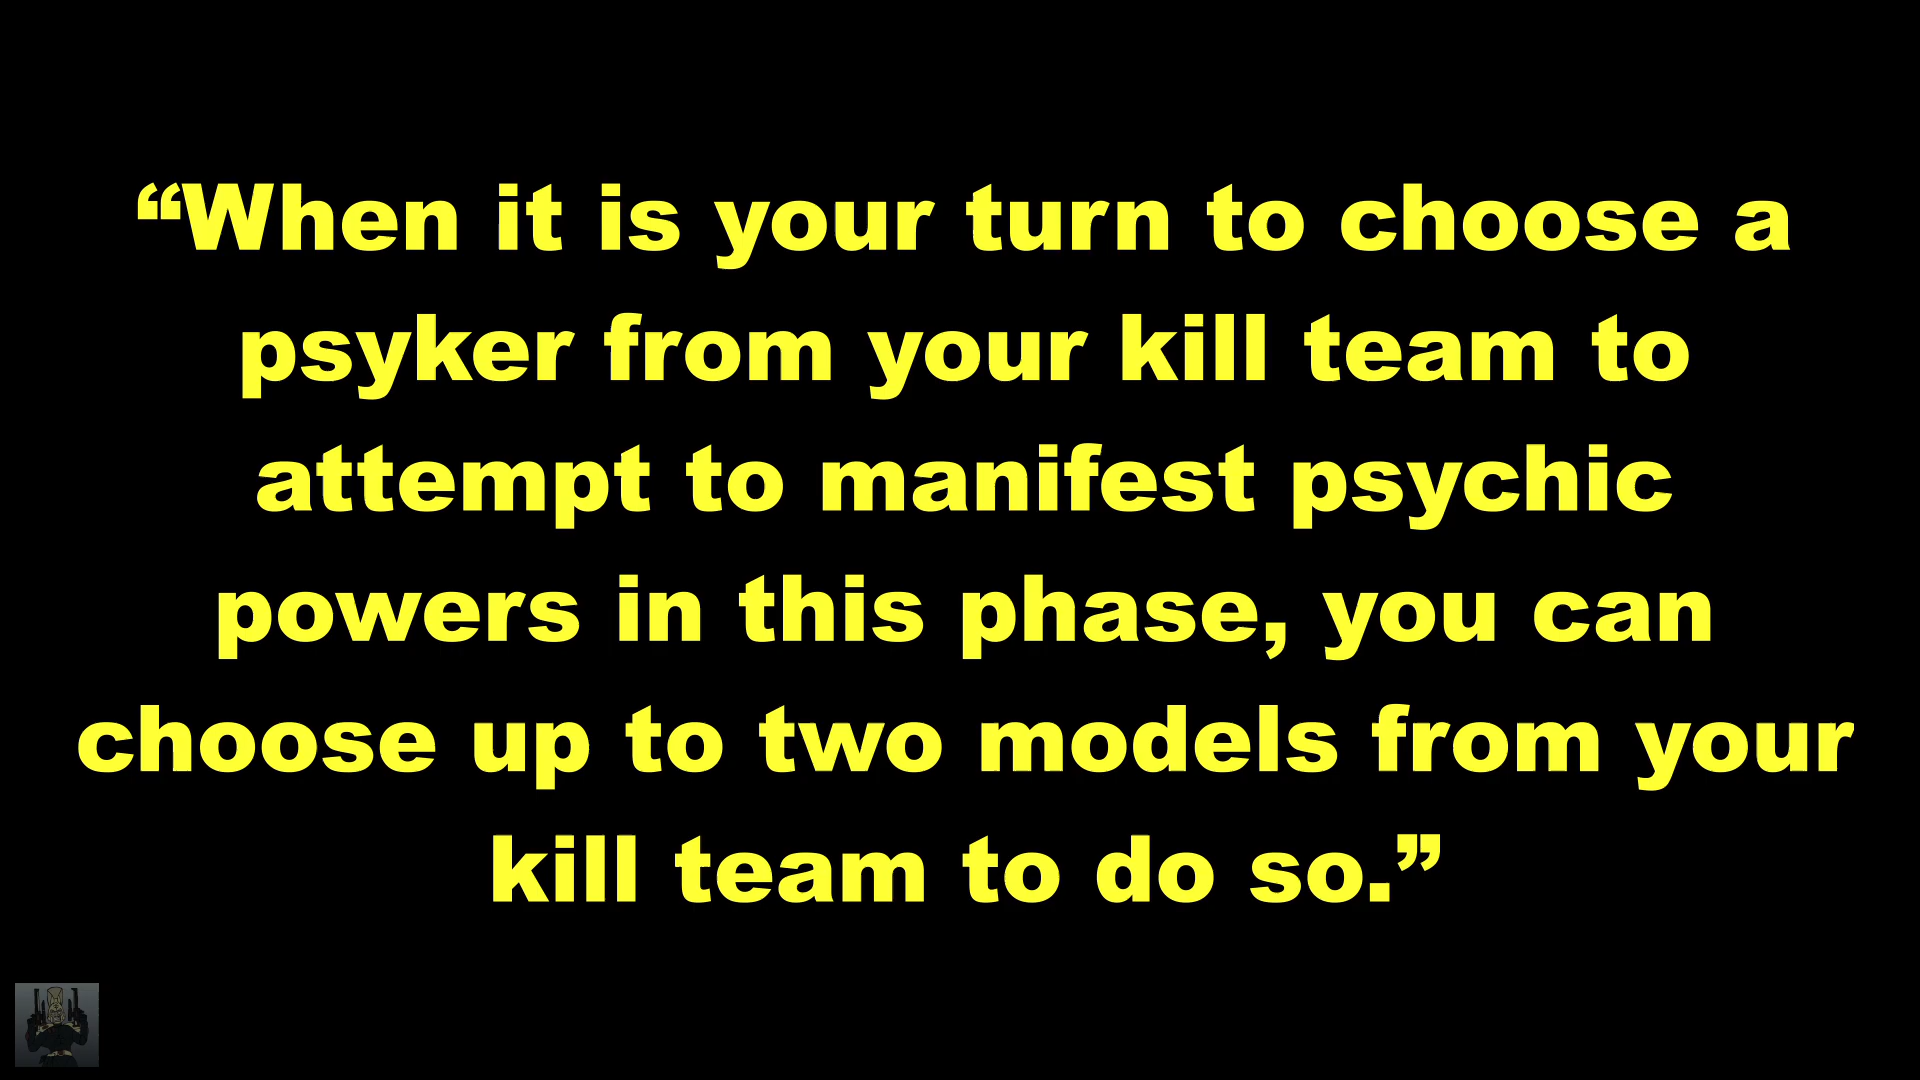 “When it is your turn to choose a
psyker from your kill team to
attempt to manifest psychic
powers in this phase, you can
choose up to two models from your
kill team to do so.”